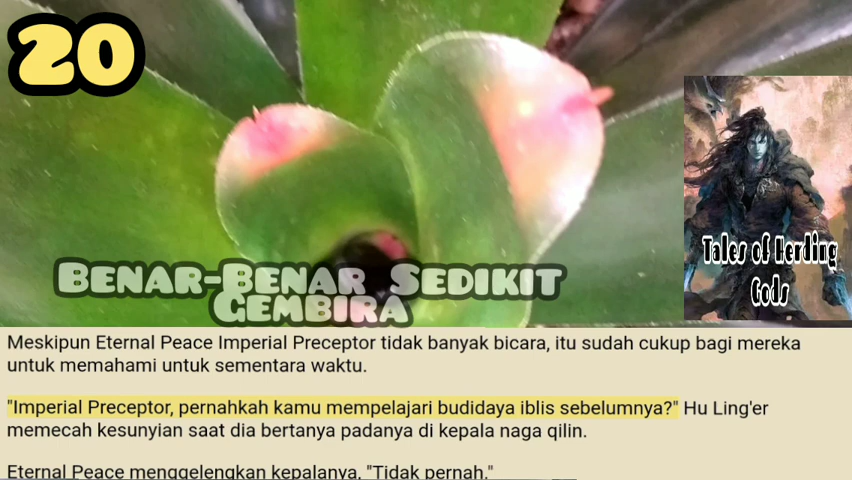 20
Tales of Herding
Gods
BENAR-BENAR SEDIKIT
GEMBIRA
Meskipun Eternal Peace Imperial Preceptor tidak banyak bicara, itu sudah cukup bagi mereka
untuk memahami untuk sementara waktu.
"Imperial Preceptor, pernahkah kamu mempelajari budidaya iblis sebelumnya?" Hu Ling'er
memecah kesunyian saat dia bertanya padanya di kepala naga qilin.
Eternal Peace menggelengkan kepalanya, "Tidak pernah."